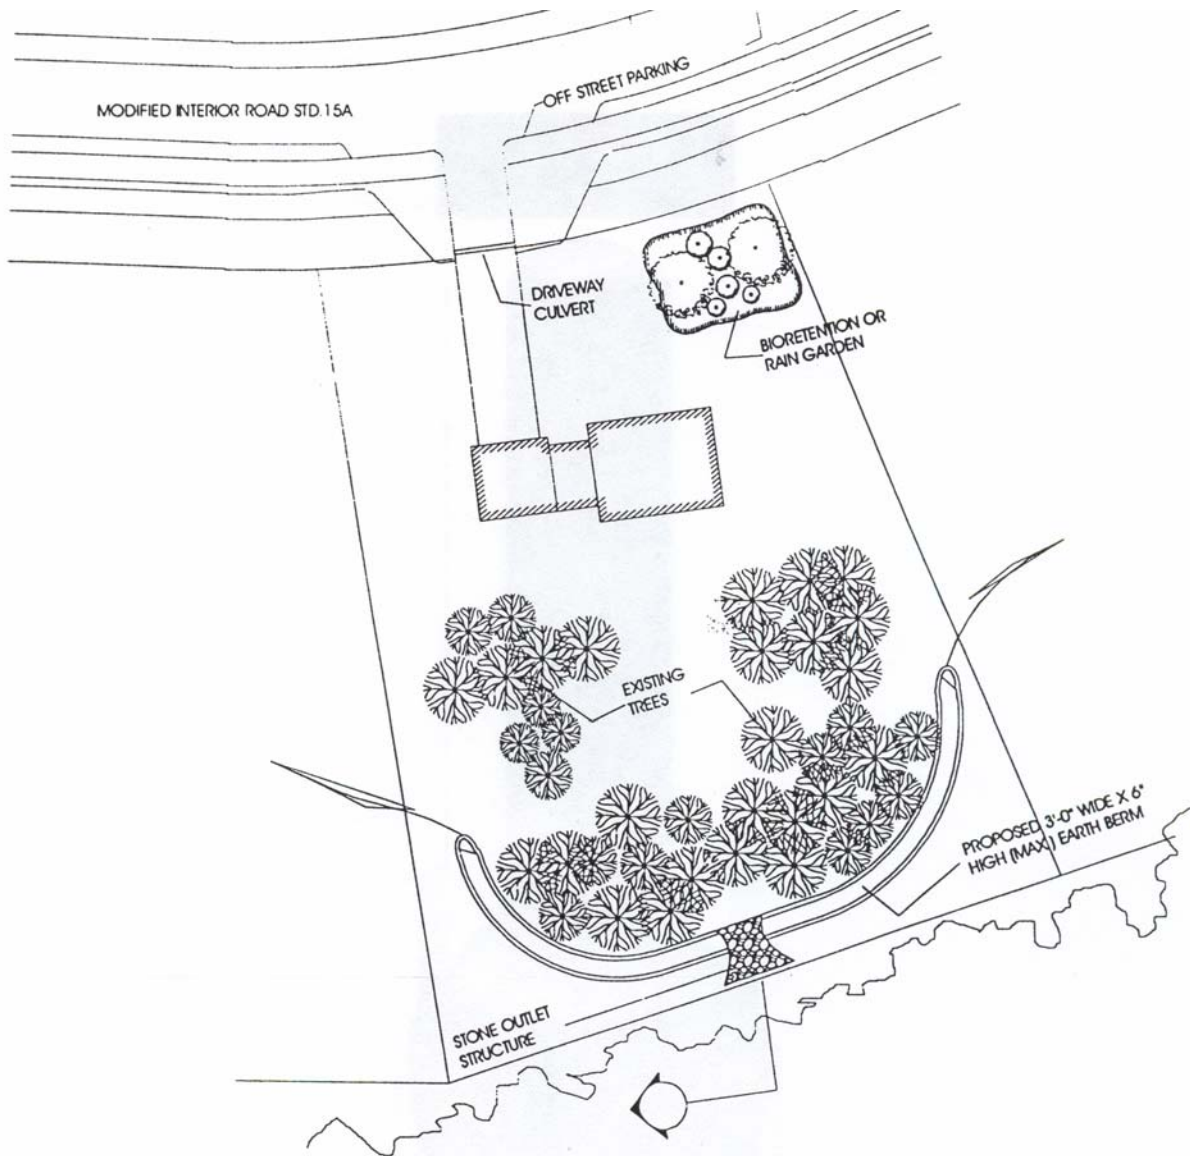 OFF STREET PARKING
MODIFIED INTERIOR ROAD STD.15A
DRIVEWAY
CULVERT
BIORETENTION OR
RAIN GARDEN
EXISTING
TREES
PROPOSED 3'-0" WIDE X 6"
HIGH (MAX.) EARTH BERM
STONE OUTLET
STRUCTURE